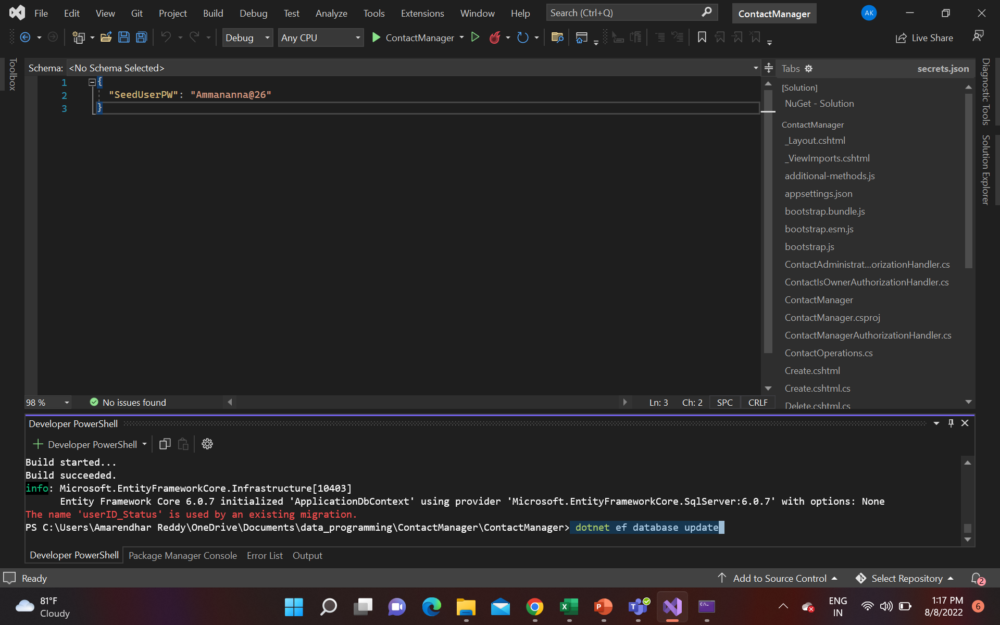 File Edit View Git Project Build Debug Test Analyze Tools Extensions Window Help Search (Ctrl+Q) ContactManager AK
Debug Any CPU ContactManager Live Share
Toolbox
Schema: <No Schema Selected>
1 {
2 "SeedUserPW": "Ammananna@26"
3 }
98 % No issues found Ln: 3 Ch: 2 SPC CRLF
Tabs secrets.json
[Solution]
NuGet - Solution
ContactManager
_Layout.cshtml
_ViewImports.cshtml
additional-methods.js
appsettings.json
bootstrap.bundle.js
bootstrap.esm.js
bootstrap.js
ContactAdministrat...orizationHandler.cs
ContactIsOwnerAuthorizationHandler.cs
ContactManager
ContactManager.csproj
ContactManagerAuthorizationHandler.cs
ContactOperations.cs
Create.cshtml
Create.cshtml.cs
Delete.cshtml.cs
Diagnostic Tools
Solution Explorer
Developer PowerShell
Developer PowerShell
Build started...
Build succeeded.
info: Microsoft.EntityFrameworkCore.Infrastructure[10403]
Entity Framework Core 6.0.7 initialized 'ApplicationDbContext' using provider 'Microsoft.EntityFrameworkCore.SqlServer:6.0.7' with options: None
The name 'userID_Status' is used by an existing migration.
PS C:\Users\Amarendhar Reddy\OneDrive\Documents\data_programming\ContactManager\ContactManager> dotnet ef database update
Developer PowerShell Package Manager Console Error List Output
Ready Add to Source Control Select Repository 2
81°F
Cloudy
ENG
IN
1:17 PM
8/8/2022
6